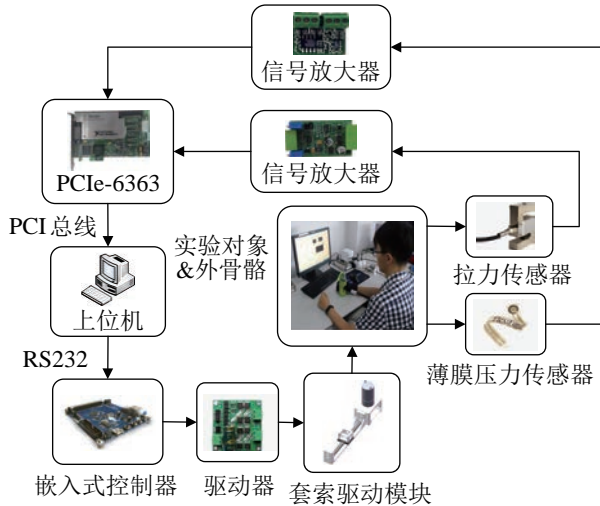 信号放大器
信号放大器
PCIe-6363
PCI 总线
实验对象
&外骨骼
拉力传感器
上位机
RS232
薄膜压力传感器
嵌入式控制器
驱动器
套索驱动模块